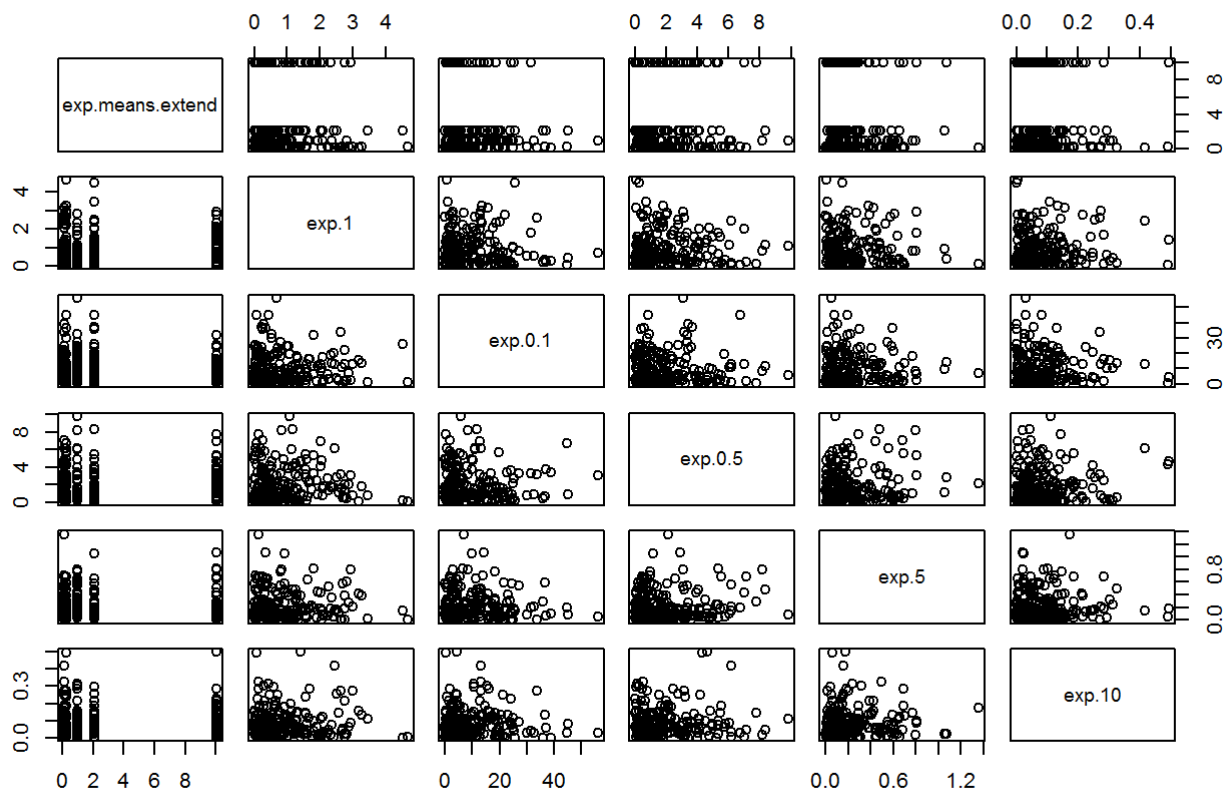 0 1 2 3 4 0 2 4 6 8 10 0.0 0.2 0.4
exp.means.extend 0 4 8
0 2 4 exp.1
exp.0.1 0 30
0 4 8 exp.0.5
exp.5 0.0 0.8
0.0 0.3 exp.10
0 2 4 6 8 0 20 40 0.0 0.6 1.2